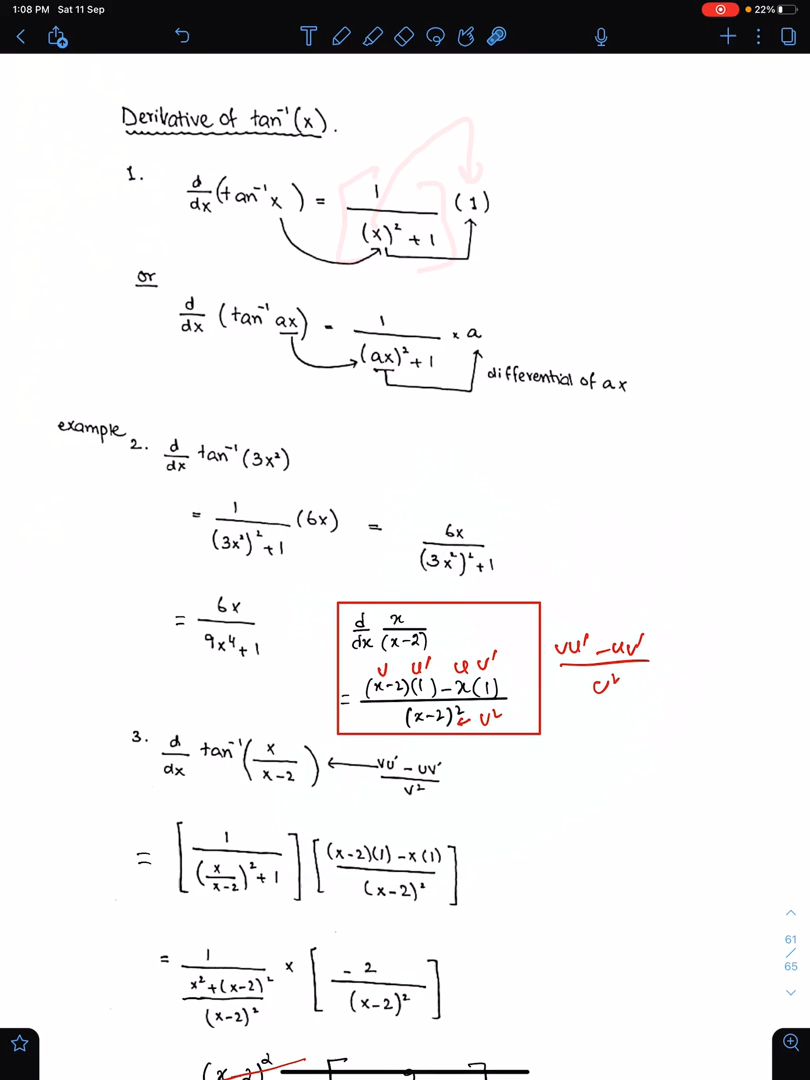 1:08 PM Sat 11 Sep 22%
Derivative of tan⁻¹(x).
1. d/dx (tan⁻¹ x) = 1/((x)² + 1) (1)
or
d/dx (tan⁻¹ ax) = 1/((ax)² + 1) × a
differential of ax
example
2. d/dx tan⁻¹ (3x²)
= 1/((3x²)² + 1) (6x) = 6x/((3x²)² + 1)
= 6x/(9x⁴ + 1)
d/dx x/(x-2)
v u' u v'
= ((x-2)(1) - x(1))/(x-2)² ← v²
(vu' - uv')/v²
3. d/dx tan⁻¹ (x/(x-2)) ← (vu' - uv')/v²
= [1/((x/(x-2))² + 1)] [((x-2)(1) - x(1))/(x-2)²]
= 1/((x² + (x-2)²)/(x-2)²) × [-2/(x-2)²]
(x-2)²
61
/
65